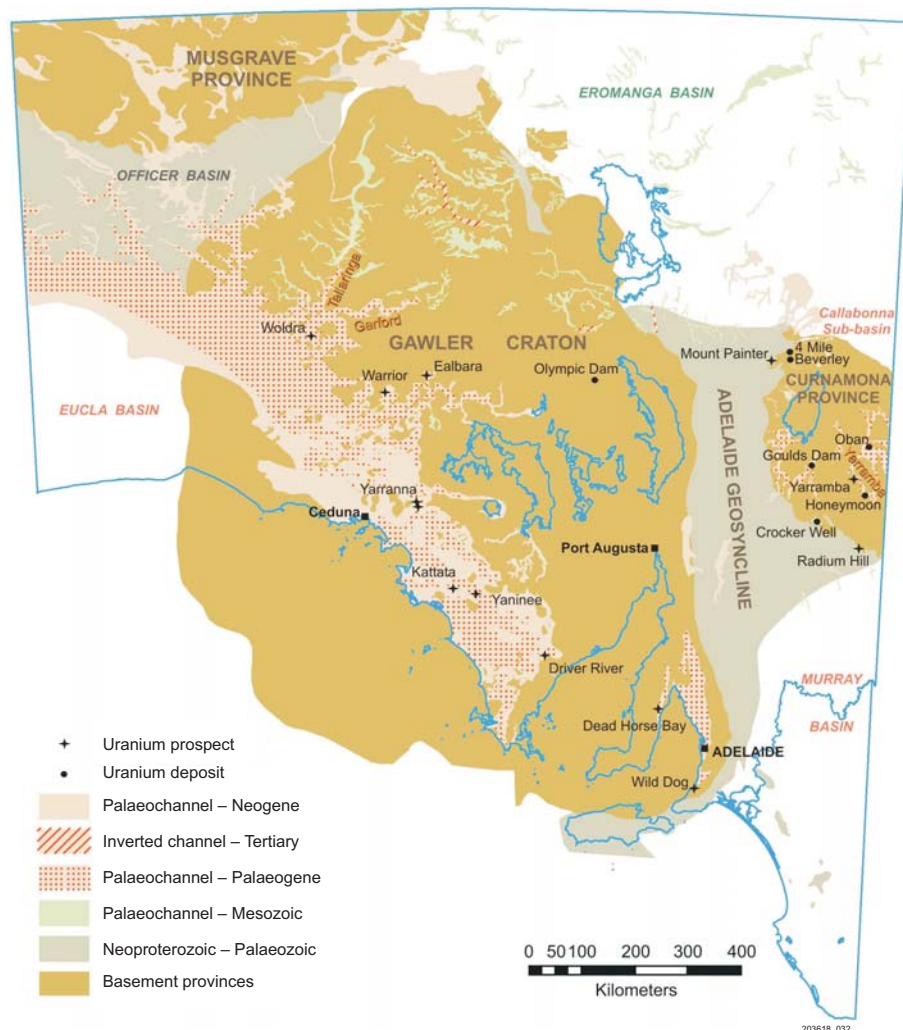 MUSGRAVE
PROVINCE
EROMANGA BASIN
OFFICER BASIN
Tallaringa
Garford
Woldra
GAWLER CRATON
Callabonna
Sub-basin
4 Mile
Mount Painter
Beverley
Ealbara
Warrior
Olympic Dam
CURNAMONA
PROVINCE
EUCLA BASIN
ADELAIDE GEOSYNCLINE
Oban
Goulds Dam
Yarramba
Yarramba
Honeymoon
Yarranna
Ceduna
Crocker Well
Port Augusta
Radium Hill
Kattata
Yaninee
Driver River
MURRAY
BASIN
Dead Horse Bay
ADELAIDE
Wild Dog
Uranium prospect
Uranium deposit
Palaeochannel – Neogene
Inverted channel – Tertiary
Palaeochannel – Palaeogene
Palaeochannel – Mesozoic
Neoproterozoic – Palaeozoic
Basement provinces
0 50 100 200 300 400
Kilometers
203618_032